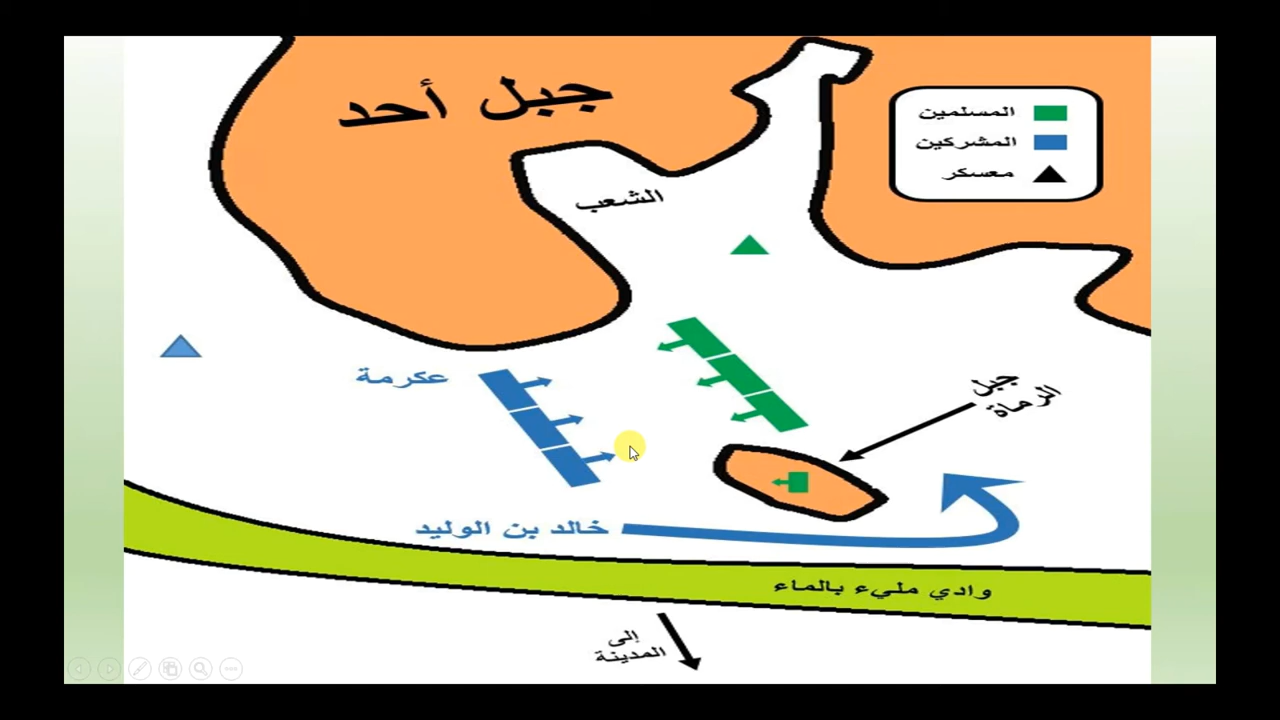 جبل أحد
المسلمين
المشركين
معسكر
الشعب
عكرمة
جبل
الرماة
خالد بن الوليد
وادي مليء بالماء
إلى
المدينة